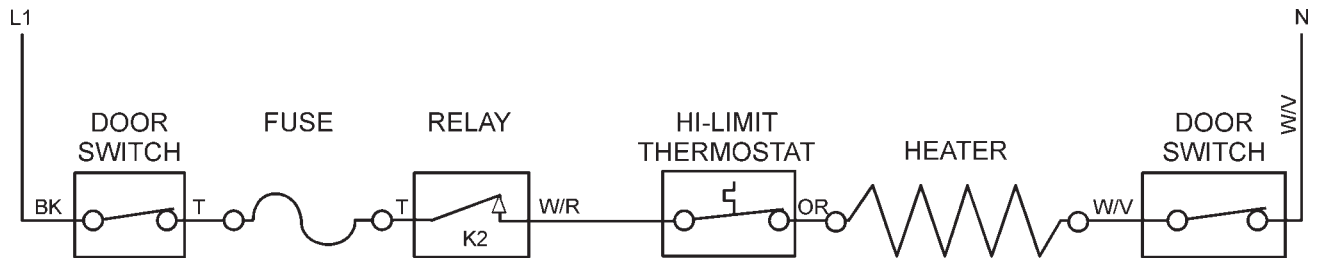 L1
N
DOOR
SWITCH
FUSE
RELAY
HI-LIMIT
THERMOSTAT
HEATER
DOOR
SWITCH
W/V
BK
T
T
K2
W/R
OR
W/V